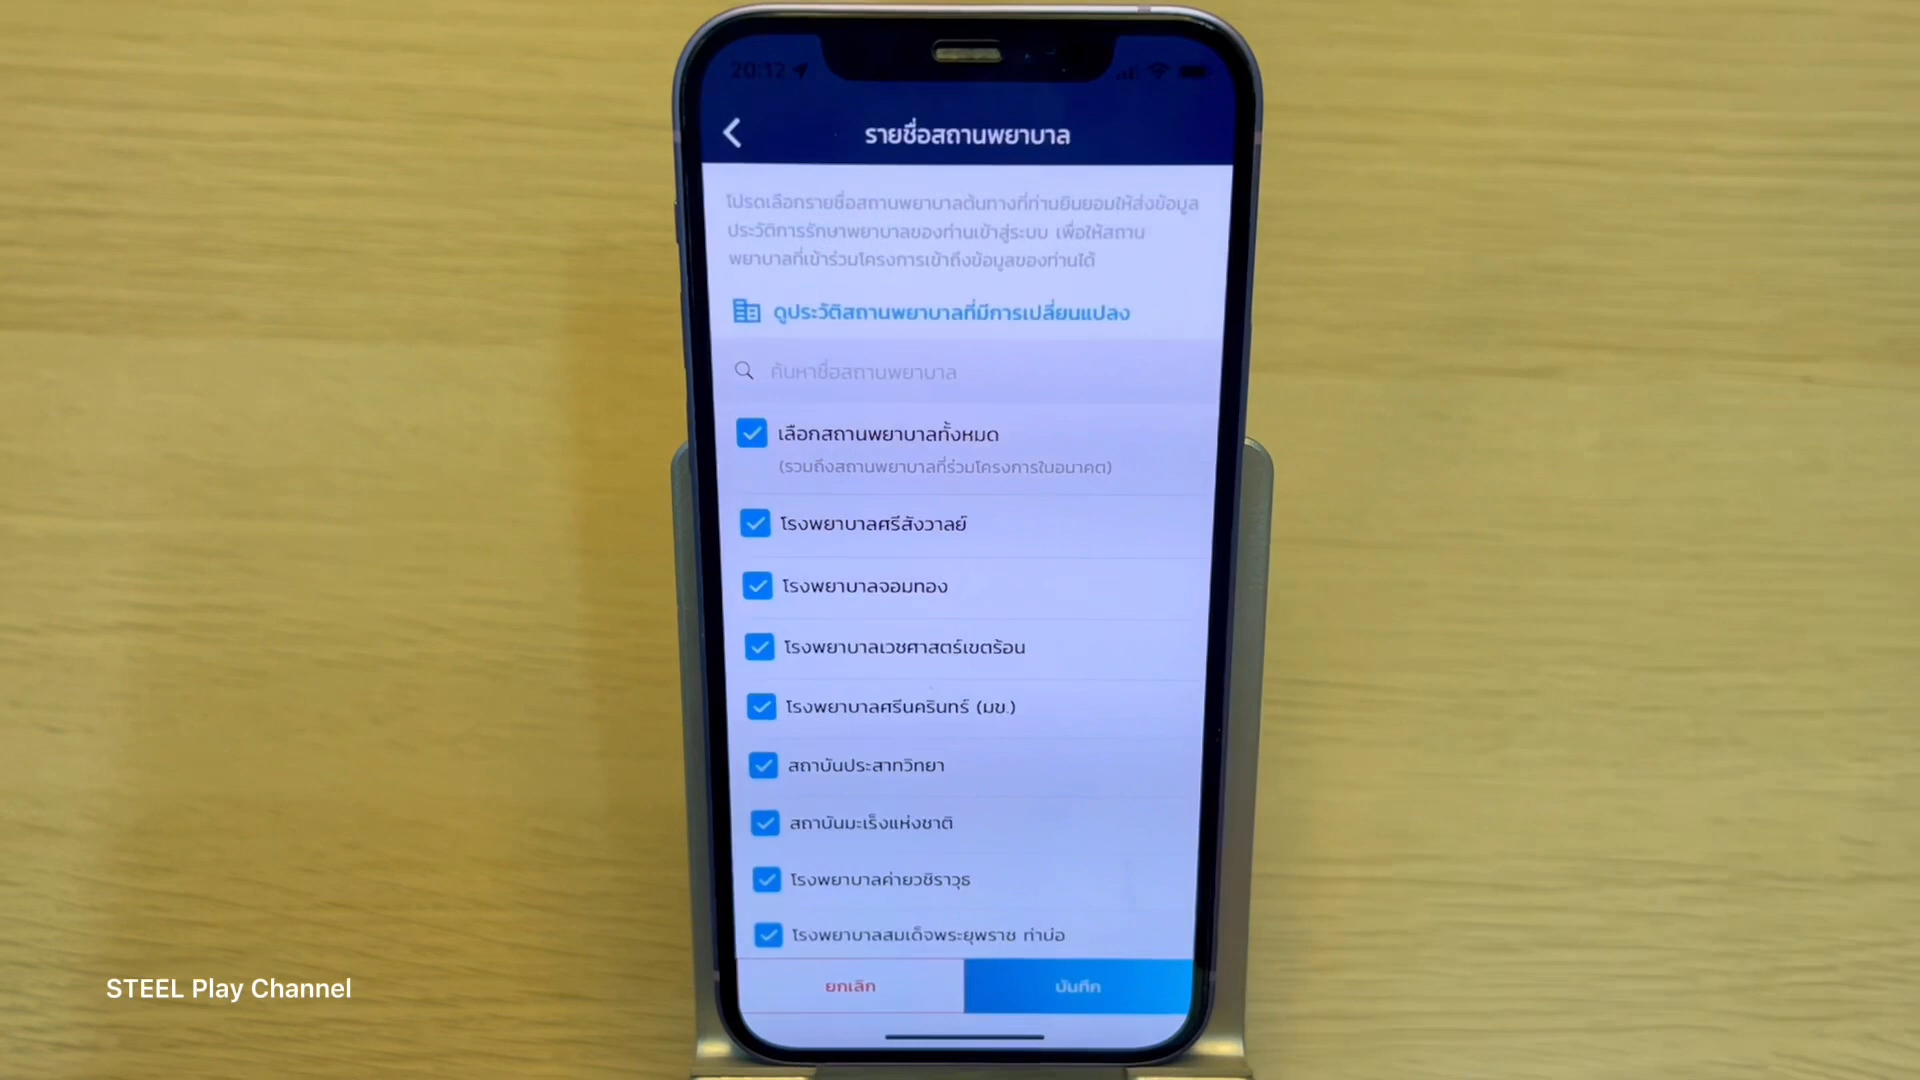 20:12
รายชื่อสถานพยาบาล
โปรดเลือกรายชื่อสถานพยาบาลต้นทางที่ท่านยินยอมให้ส่งข้อมูล
ประวัติการรักษาพยาบาลของท่านเข้าสู่ระบบ เพื่อให้สถาน
พยาบาลที่เข้าร่วมโครงการเข้าถึงข้อมูลของท่านได้
ดูประวัติสถานพยาบาลที่มีการเปลี่ยนแปลง
ค้นหาชื่อสถานพยาบาล
เลือกสถานพยาบาลทั้งหมด
(รวมถึงสถานพยาบาลที่ร่วมโครงการในอนาคต)
โรงพยาบาลศรีสังวาลย์
โรงพยาบาลจอมทอง
โรงพยาบาลเวชศาสตร์เขตร้อน
โรงพยาบาลศรีนครินทร์ (มข.)
สถาบันประสาทวิทยา
สถาบันมะเร็งแห่งชาติ
โรงพยาบาลค่ายวชิราวุธ
โรงพยาบาลสมเด็จพระยุพราช ท่าบ่อ
ยกเลิก
บันทึก
STEEL Play Channel